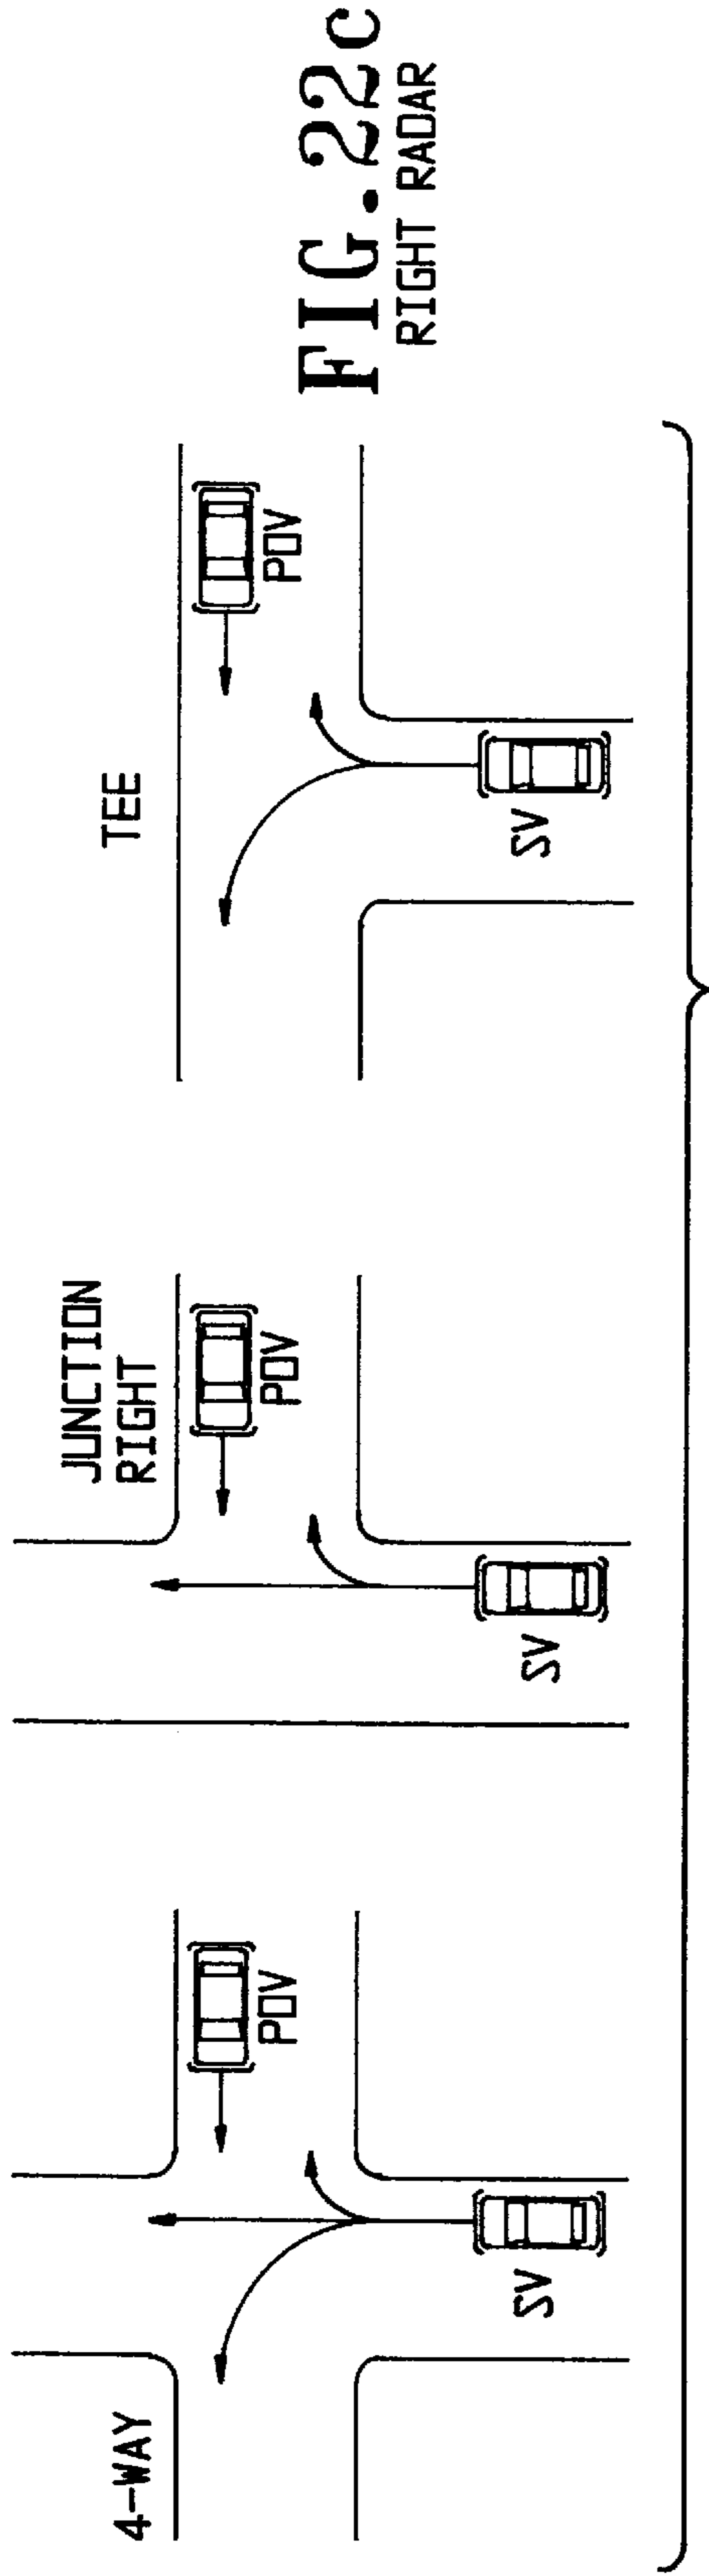 4-WAY
POV
SV
JUNCTION
RIGHT
POV
SV
TEE
POV
SV
FIG.22c
RIGHT RADAR